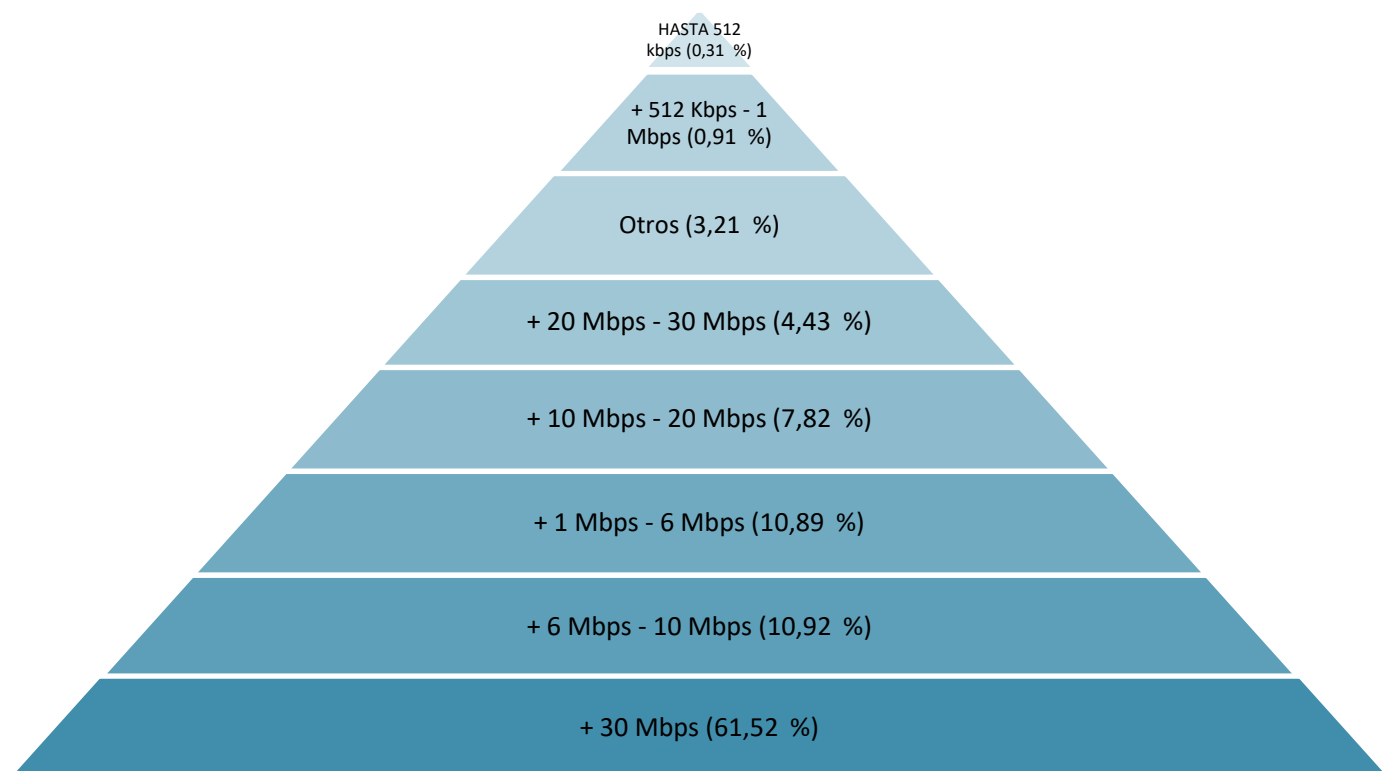 HASTA 512
kbps (0,31 %)
+ 512 Kbps - 1
Mbps (0,91 %)
Otros (3,21 %)
+ 20 Mbps - 30 Mbps (4,43 %)
+ 10 Mbps - 20 Mbps (7,82 %)
+ 1 Mbps - 6 Mbps (10,89 %)
+ 6 Mbps - 10 Mbps (10,92 %)
+ 30 Mbps (61,52 %)